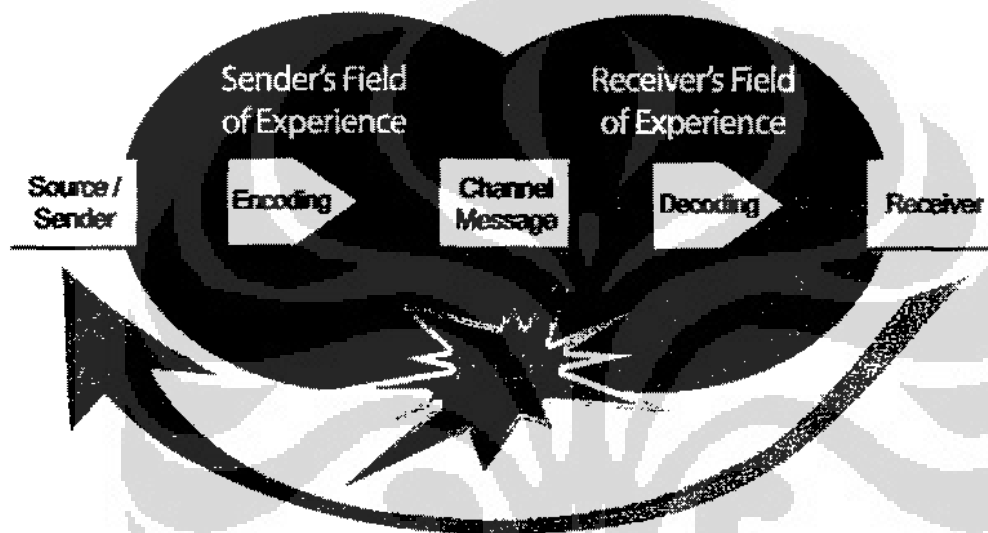 Sender's Field
of Experience
Receiver's Field
of Experience
Source /
Sender
Encoding
Channel
Message
Decoding
Receiver